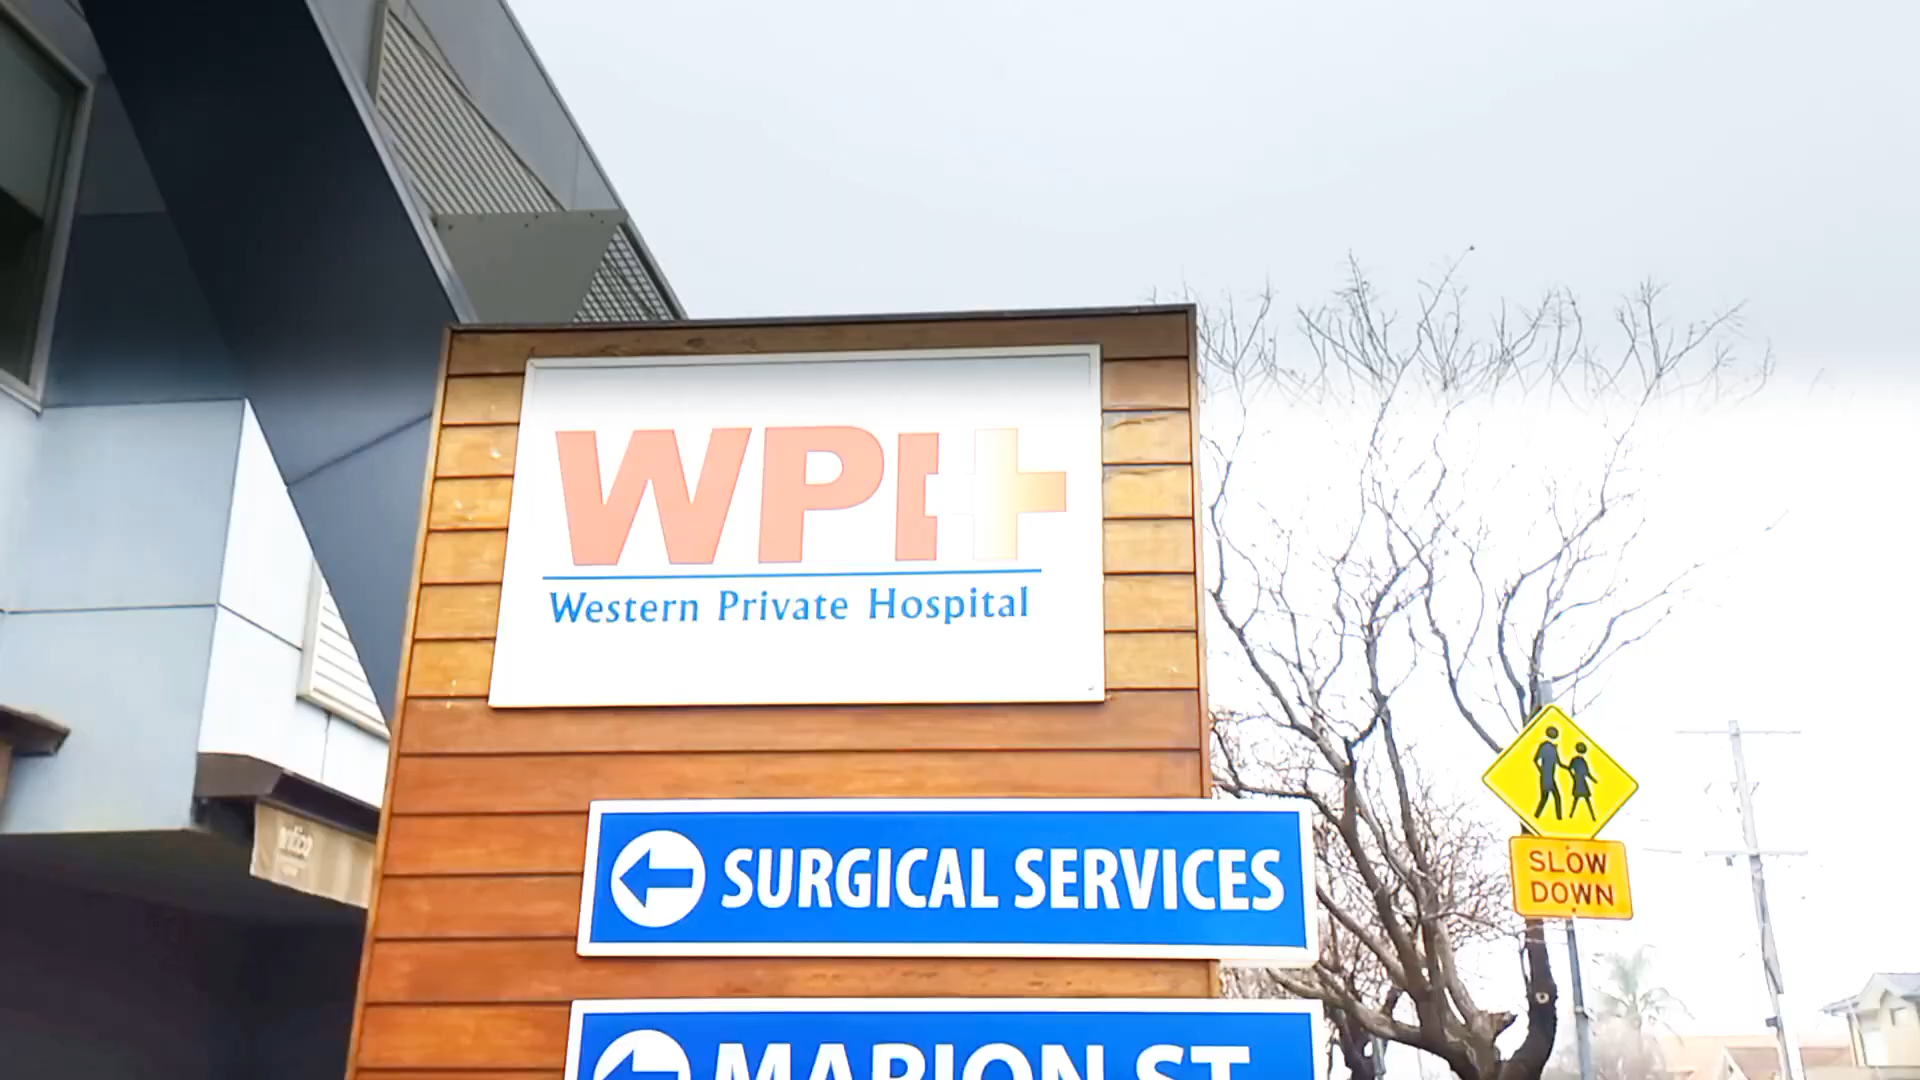 WPH
Western Private Hospital
SURGICAL SERVICES
MARION ST
SLOW
DOWN